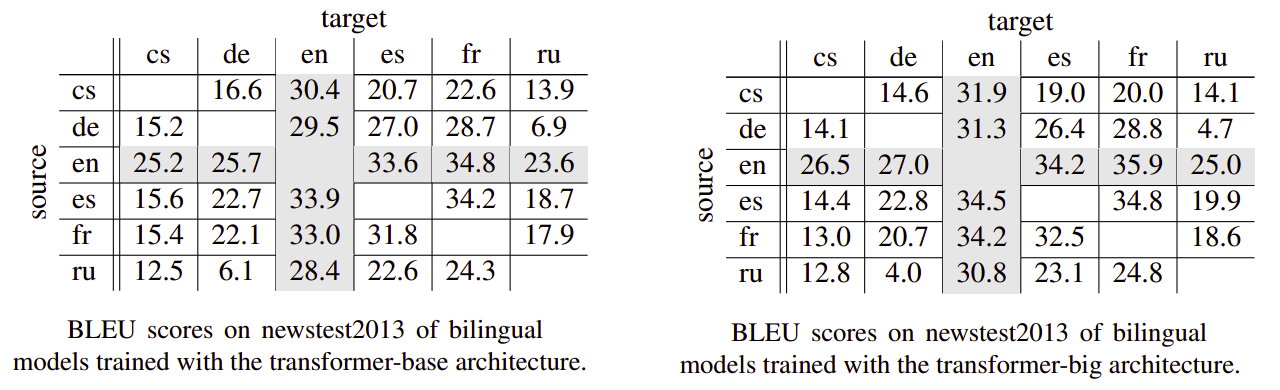 target
cs de en es fr ru
cs 16.6 30.4 20.7 22.6 13.9
de 15.2 29.5 27.0 28.7 6.9
en 25.2 25.7 33.6 34.8 23.6
es 15.6 22.7 33.9 34.2 18.7
fr 15.4 22.1 33.0 31.8 17.9
ru 12.5 6.1 28.4 22.6 24.3
source
BLEU scores on newstest2013 of bilingual
models trained with the transformer-base architecture.
target
cs de en es fr ru
cs 14.6 31.9 19.0 20.0 14.1
de 14.1 31.3 26.4 28.8 4.7
en 26.5 27.0 34.2 35.9 25.0
es 14.4 22.8 34.5 34.8 19.9
fr 13.0 20.7 34.2 32.5 18.6
ru 12.8 4.0 30.8 23.1 24.8
source
BLEU scores on newstest2013 of bilingual
models trained with the transformer-big architecture.